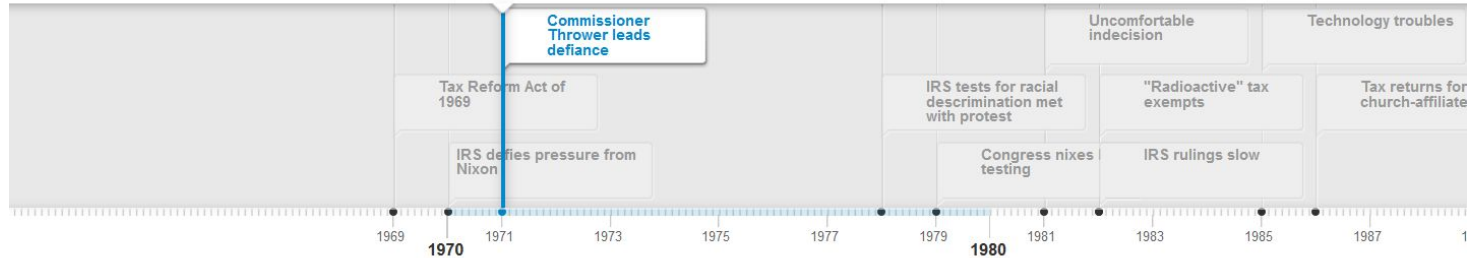 Commissioner
Thrower leads
defiance
Uncomfortable
indecision
Technology troubles
Tax Reform Act of
1969
IRS tests for racial
descrimination met
with protest
"Radioactive" tax
exempts
Tax returns for
church-affiliate
IRS defies pressure from
Nixon
Congress nixes
testing
IRS rulings slow
1969
1970
1971
1973
1975
1977
1979
1980
1981
1983
1985
1987